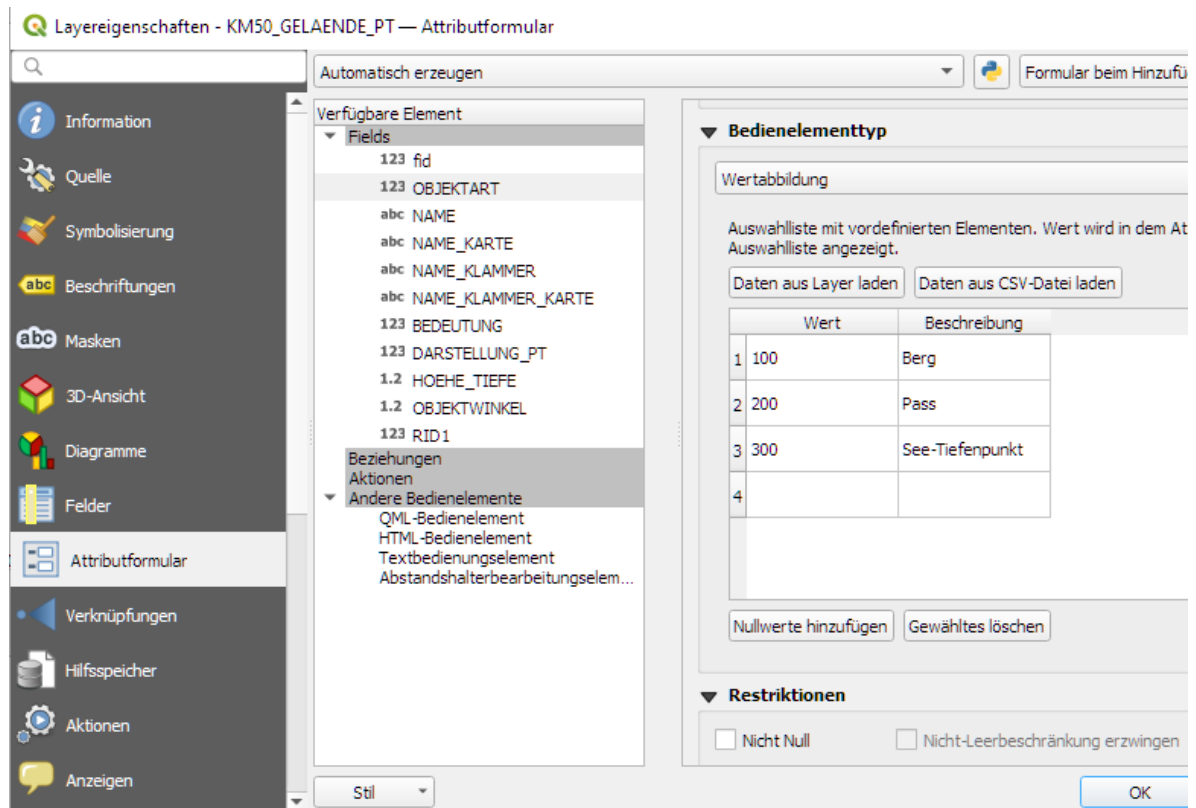 Layereigenschaften - KM50_GELAENDE_PT — Attributformular
Automatisch erzeugen
Formular beim Hinzufü
Information
Quelle
Symbolisierung
abc Beschriftungen
abc Masken
3D-Ansicht
Diagramme
Felder
Attributformular
Verknüpfungen
Hilfsspeicher
Aktionen
Anzeigen
Verfügbare Element
Fields
123 fid
123 OBJEKTART
abc NAME
abc NAME_KARTE
abc NAME_KLAMMER
abc NAME_KLAMMER_KARTE
123 BEDEUTUNG
123 DARSTELLUNG_PT
1.2 HOEHE_TIEFE
1.2 OBJEKTWINKEL
123 RID1
Beziehungen
Aktionen
Andere Bedienelemente
QML-Bedienelement
HTML-Bedienelement
Textbedienungselement
Abstandshalterbearbeitungselem...
Stil
Bedienelementtyp
Wertabbildung
Auswahlliste mit vordefinierten Elementen. Wert wird in dem At
Auswahlliste angezeigt.
Daten aus Layer laden Daten aus CSV-Datei laden
Wert Beschreibung
1 100 Berg
2 200 Pass
3 300 See-Tiefenpunkt
4
Nullwerte hinzufügen Gewähltes löschen
Restriktionen
Nicht Null Nicht-Leerbeschränkung erzwingen
OK